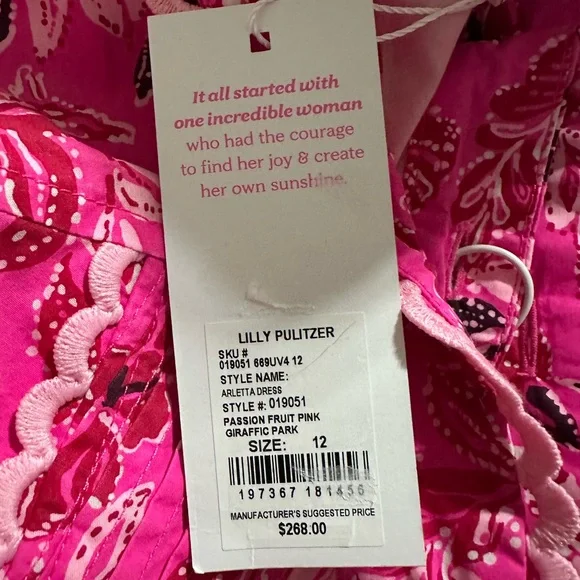 It all started with
one incredible woman
who had the courage
to find her joy & create
her own sunshine.
LILLY PULITZER
SKU #
019051 669UV4 12
STYLE NAME:
ARLETTA DRESS
STYLE #: 019051
PASSION FRUIT PINK
GIRAFFIC PARK
SIZE: 12
197367 181456
MANUFACTURER'S SUGGESTED PRICE
$268.00